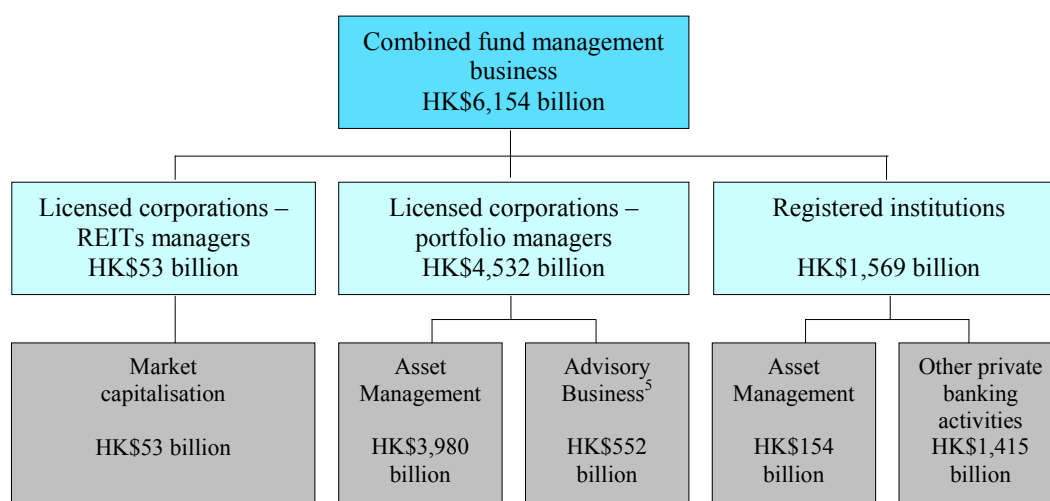 Combined fund management
business
HK$6,154 billion
Licensed corporations –
REITs managers
HK$53 billion
Licensed corporations –
portfolio managers
HK$4,532 billion
Registered institutions
HK$1,569 billion
Market
capitalisation
HK$53 billion
Asset
Management
HK$3,980
billion
Advisory
Business5
HK$552
billion
Asset
Management
HK$154
billion
Other private
banking
activities
HK$1,415
billion